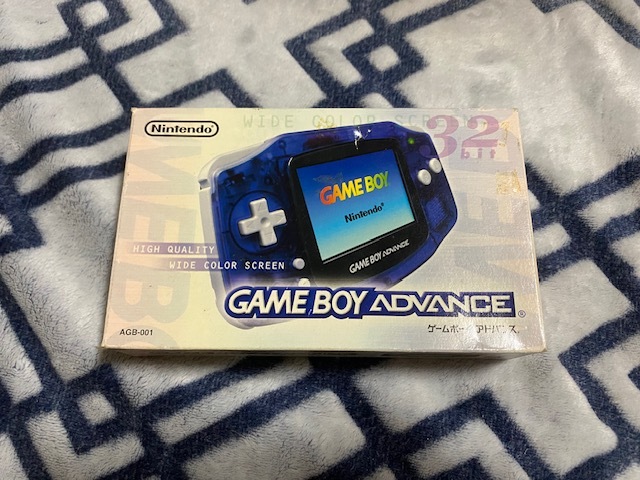 Nintendo®
WIDE COLOR SCREEN
32
bit
GAME BOY
Nintendo®
GAME BOY ADVANCE
HIGH QUALITY
WIDE COLOR SCREEN
GAME BOY ADVANCE®
AGB-001
ゲームボーイアドバンス